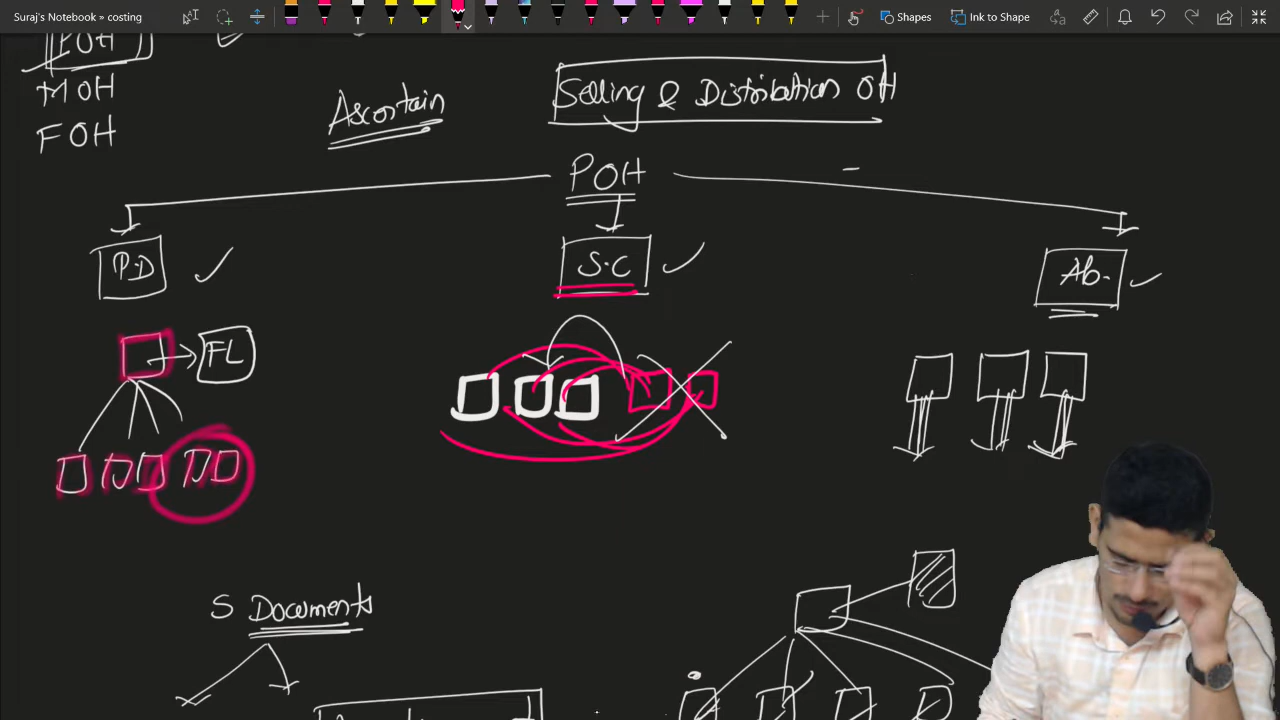 Suraj's Notebook » costing
Shapes
Ink to Shape
POH
MOH
FOH
Ascertain
Selling & Distribution OH
POH
P.D
S.C
Ab.
FL
S Documents